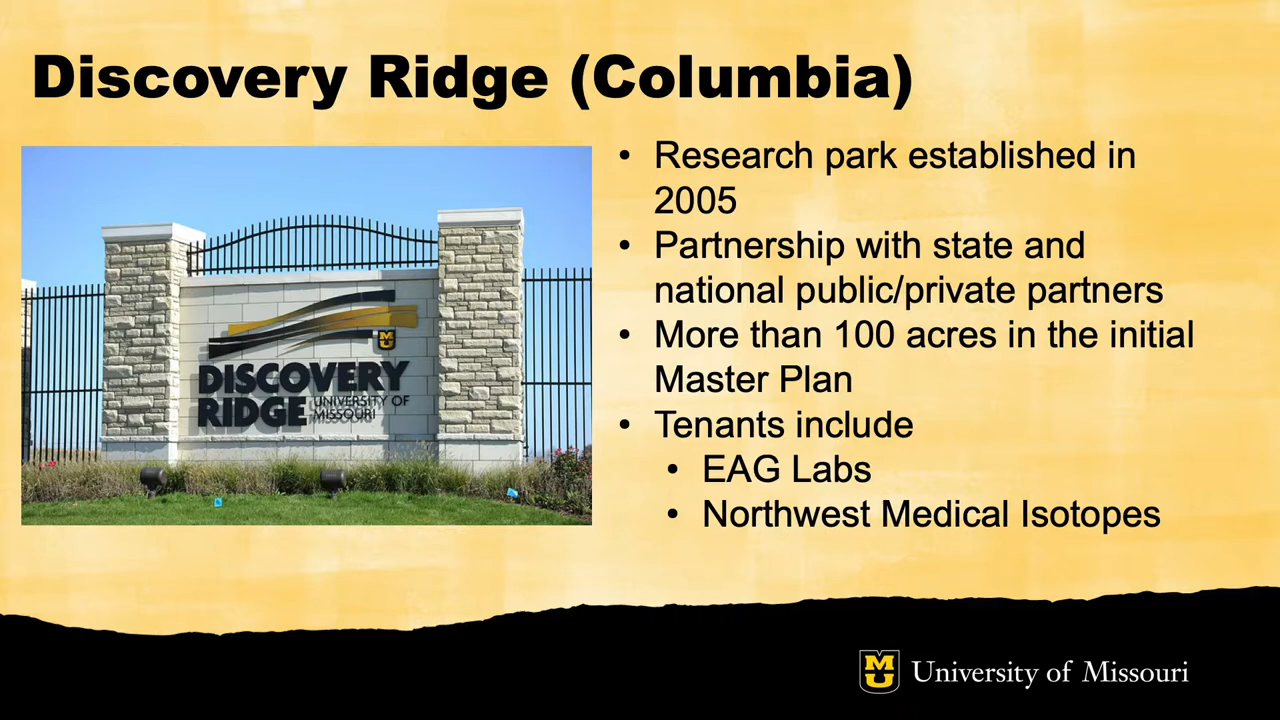 Discovery Ridge (Columbia)
DISCOVERY
RIDGE UNIVERSITY OF
MISSOURI
• Research park established in
2005
• Partnership with state and
national public/private partners
• More than 100 acres in the initial
Master Plan
• Tenants include
• EAG Labs
• Northwest Medical Isotopes
MU University of Missouri